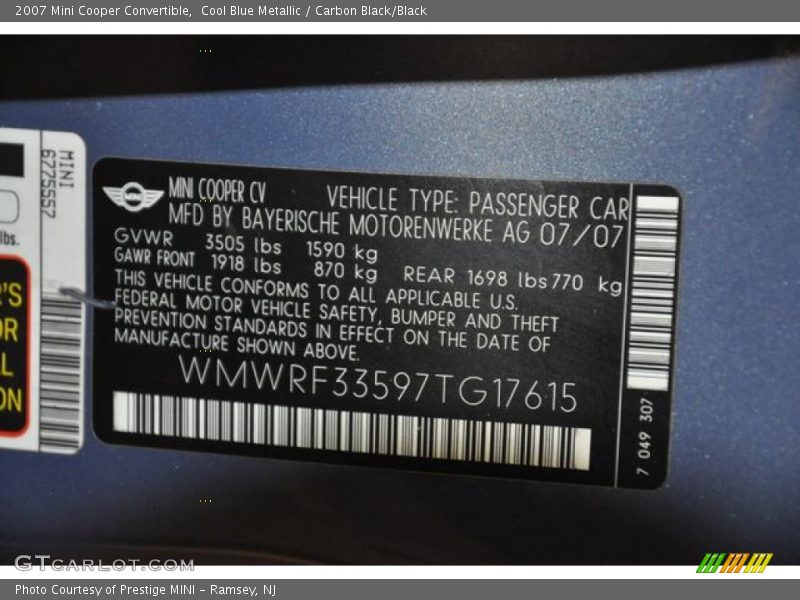 2007 Mini Cooper Convertible, Cool Blue Metallic / Carbon Black/Black
MINI
6225557
lbs.
'S
OR
L
ON
MINI
MINI COOPER CV VEHICLE TYPE: PASSENGER CAR
MFD BY BAYERISCHE MOTORENWERKE AG 07/07
GVWR 3505 lbs 1590 kg
GAWR FRONT 1918 lbs 870 kg REAR 1698 lbs 770 kg
THIS VEHICLE CONFORMS TO ALL APPLICABLE U.S.
FEDERAL MOTOR VEHICLE SAFETY, BUMPER AND THEFT
PREVENTION STANDARDS IN EFFECT ON THE DATE OF
MANUFACTURE SHOWN ABOVE.
WMWRF33597TG17615
7 049 307
GTCARLOT.COM
Photo Courtesy of Prestige MINI - Ramsey, NJ